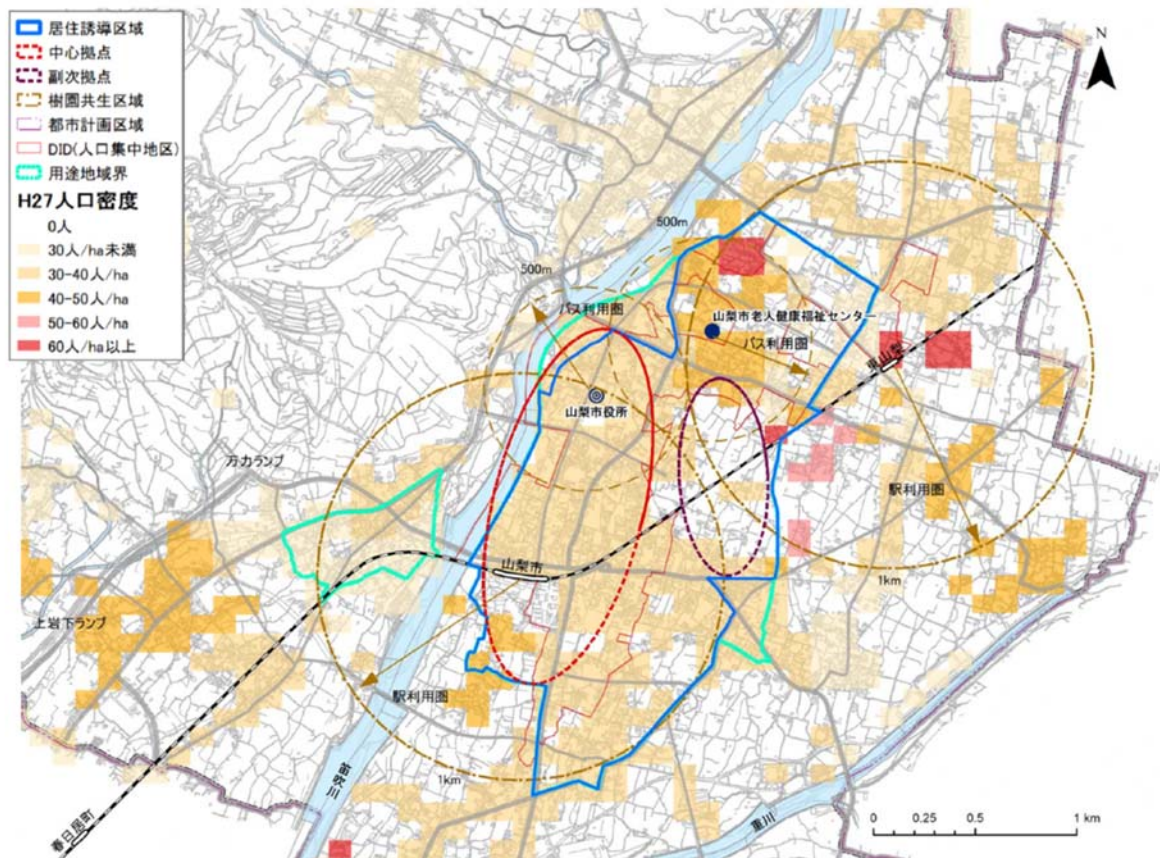 居住誘導区域
中心拠点
副次拠点
樹園共生区域
都市計画区域
DID(人口集中地区)
用途地域界
H27人口密度
0人
30人/ha未満
30-40人/ha
40-50人/ha
50-60人/ha
60人/ha以上
N
500m
500m
バス利用圏
山梨市老人健康福祉センター
バス利用圏
東山梨
山梨市役所
万力ランプ
駅利用圏
山梨市
1km
上岩下ランプ
駅利用圏
1km
笛吹川
重川
春日居町
0 0.25 0.5 1 km